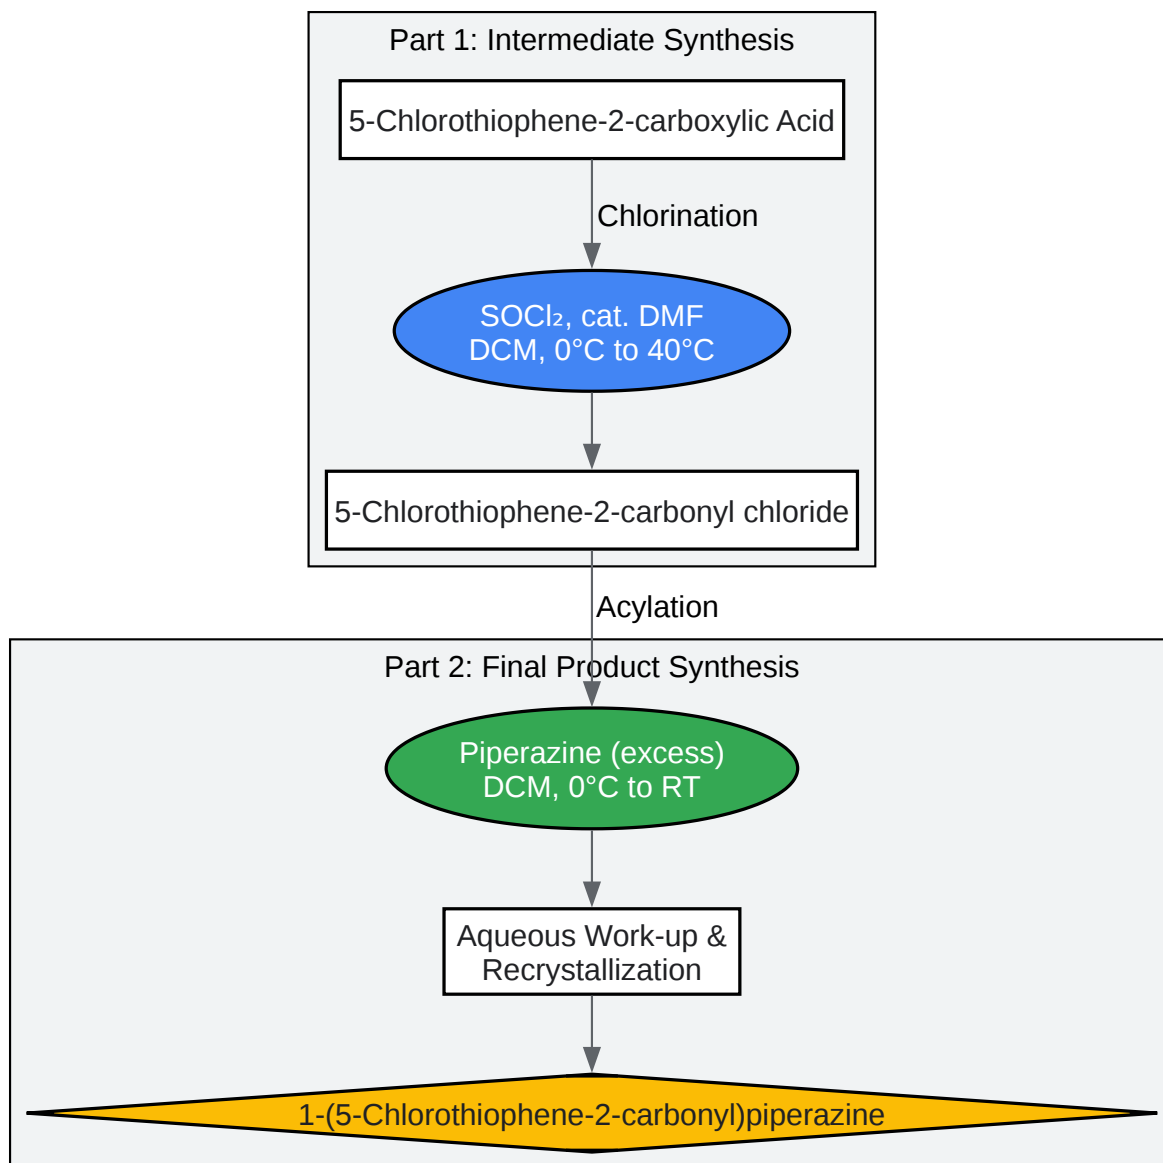 Part 1: Intermediate Synthesis
5-Chlorothiophene-2-carboxylic Acid
Chlorination
SOCl₂, cat. DMF
DCM, 0°C to 40°C
5-Chlorothiophene-2-carbonyl chloride
Acylation
Part 2: Final Product Synthesis
Piperazine (excess)
DCM, 0°C to RT
Aqueous Work-up &
Recrystallization
1-(5-Chlorothiophene-2-carbonyl)piperazine